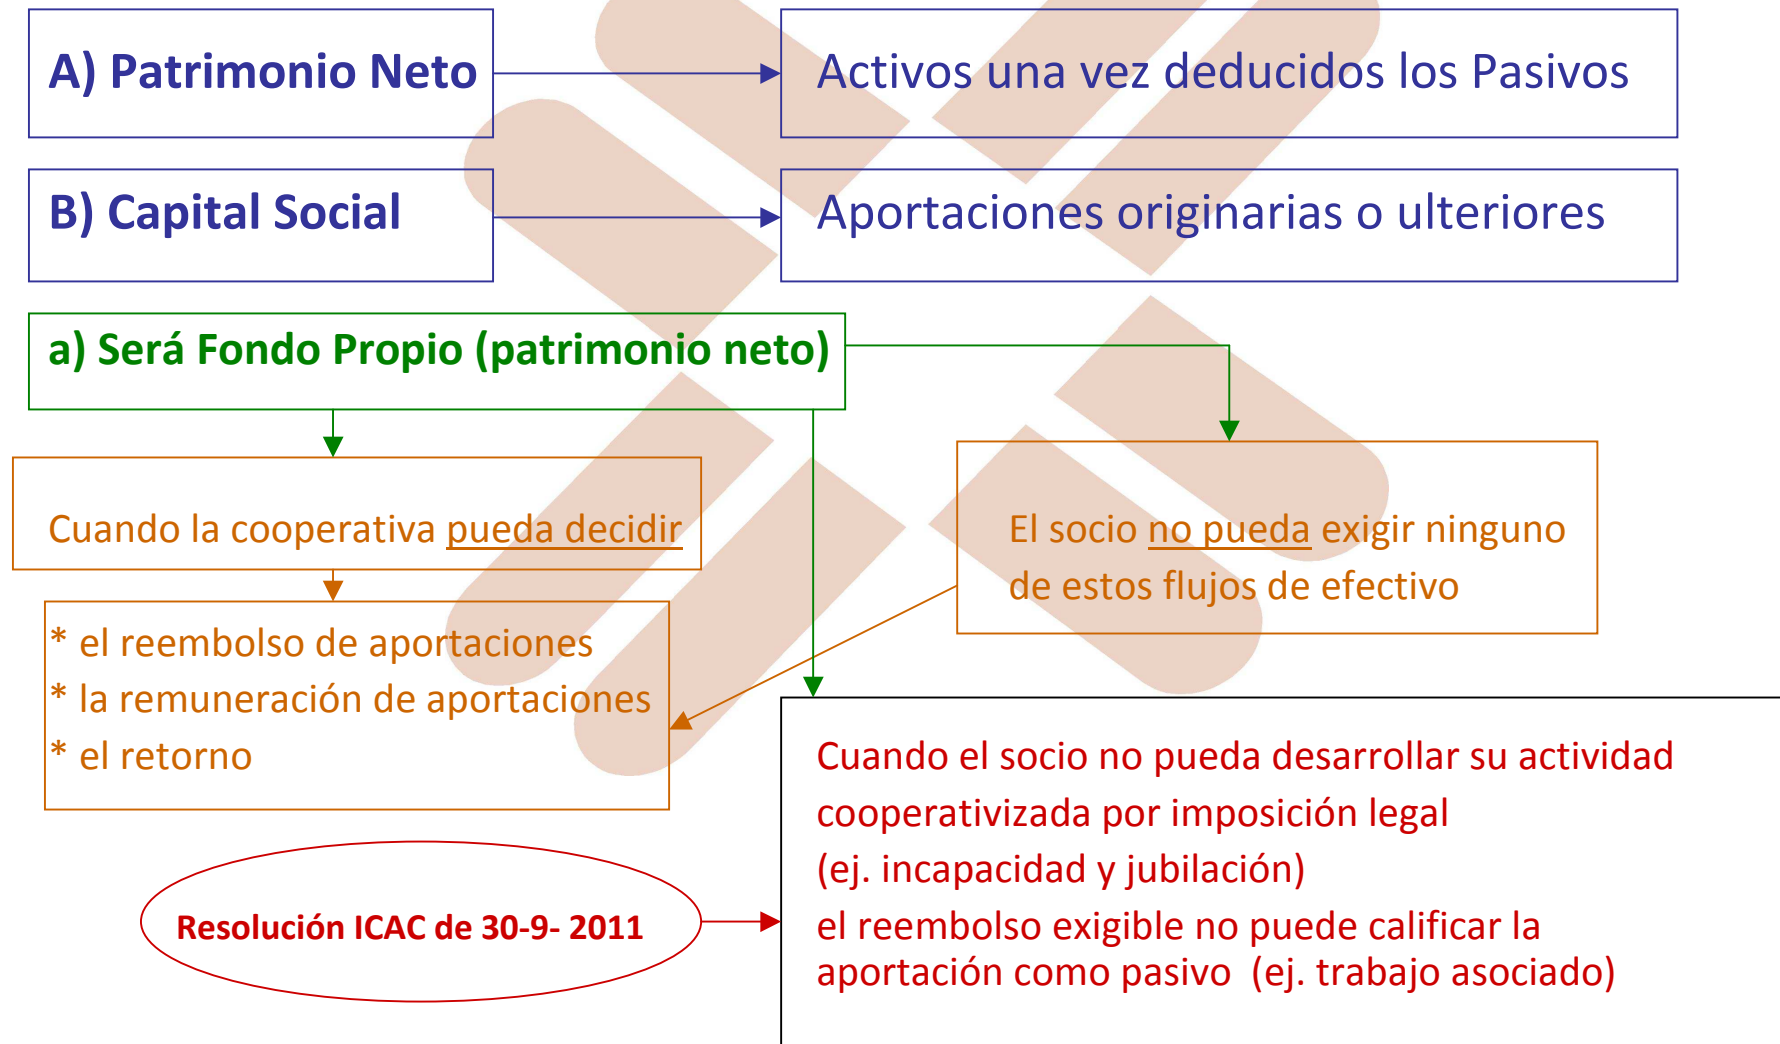 A) Patrimonio Neto
Activos una vez deducidos los Pasivos
B) Capital Social
Aportaciones originarias o ulteriores
a) Será Fondo Propio (patrimonio neto)
Cuando la cooperativa pueda decidir
El socio no pueda exigir ninguno
de estos flujos de efectivo
* el reembolso de aportaciones
* la remuneración de aportaciones
* el retorno
Cuando el socio no pueda desarrollar su actividad
cooperativizada por imposición legal
(ej. incapacidad y jubilación)
el reembolso exigible no puede calificar la
aportación como pasivo (ej. trabajo asociado)
Resolución ICAC de 30-9- 2011